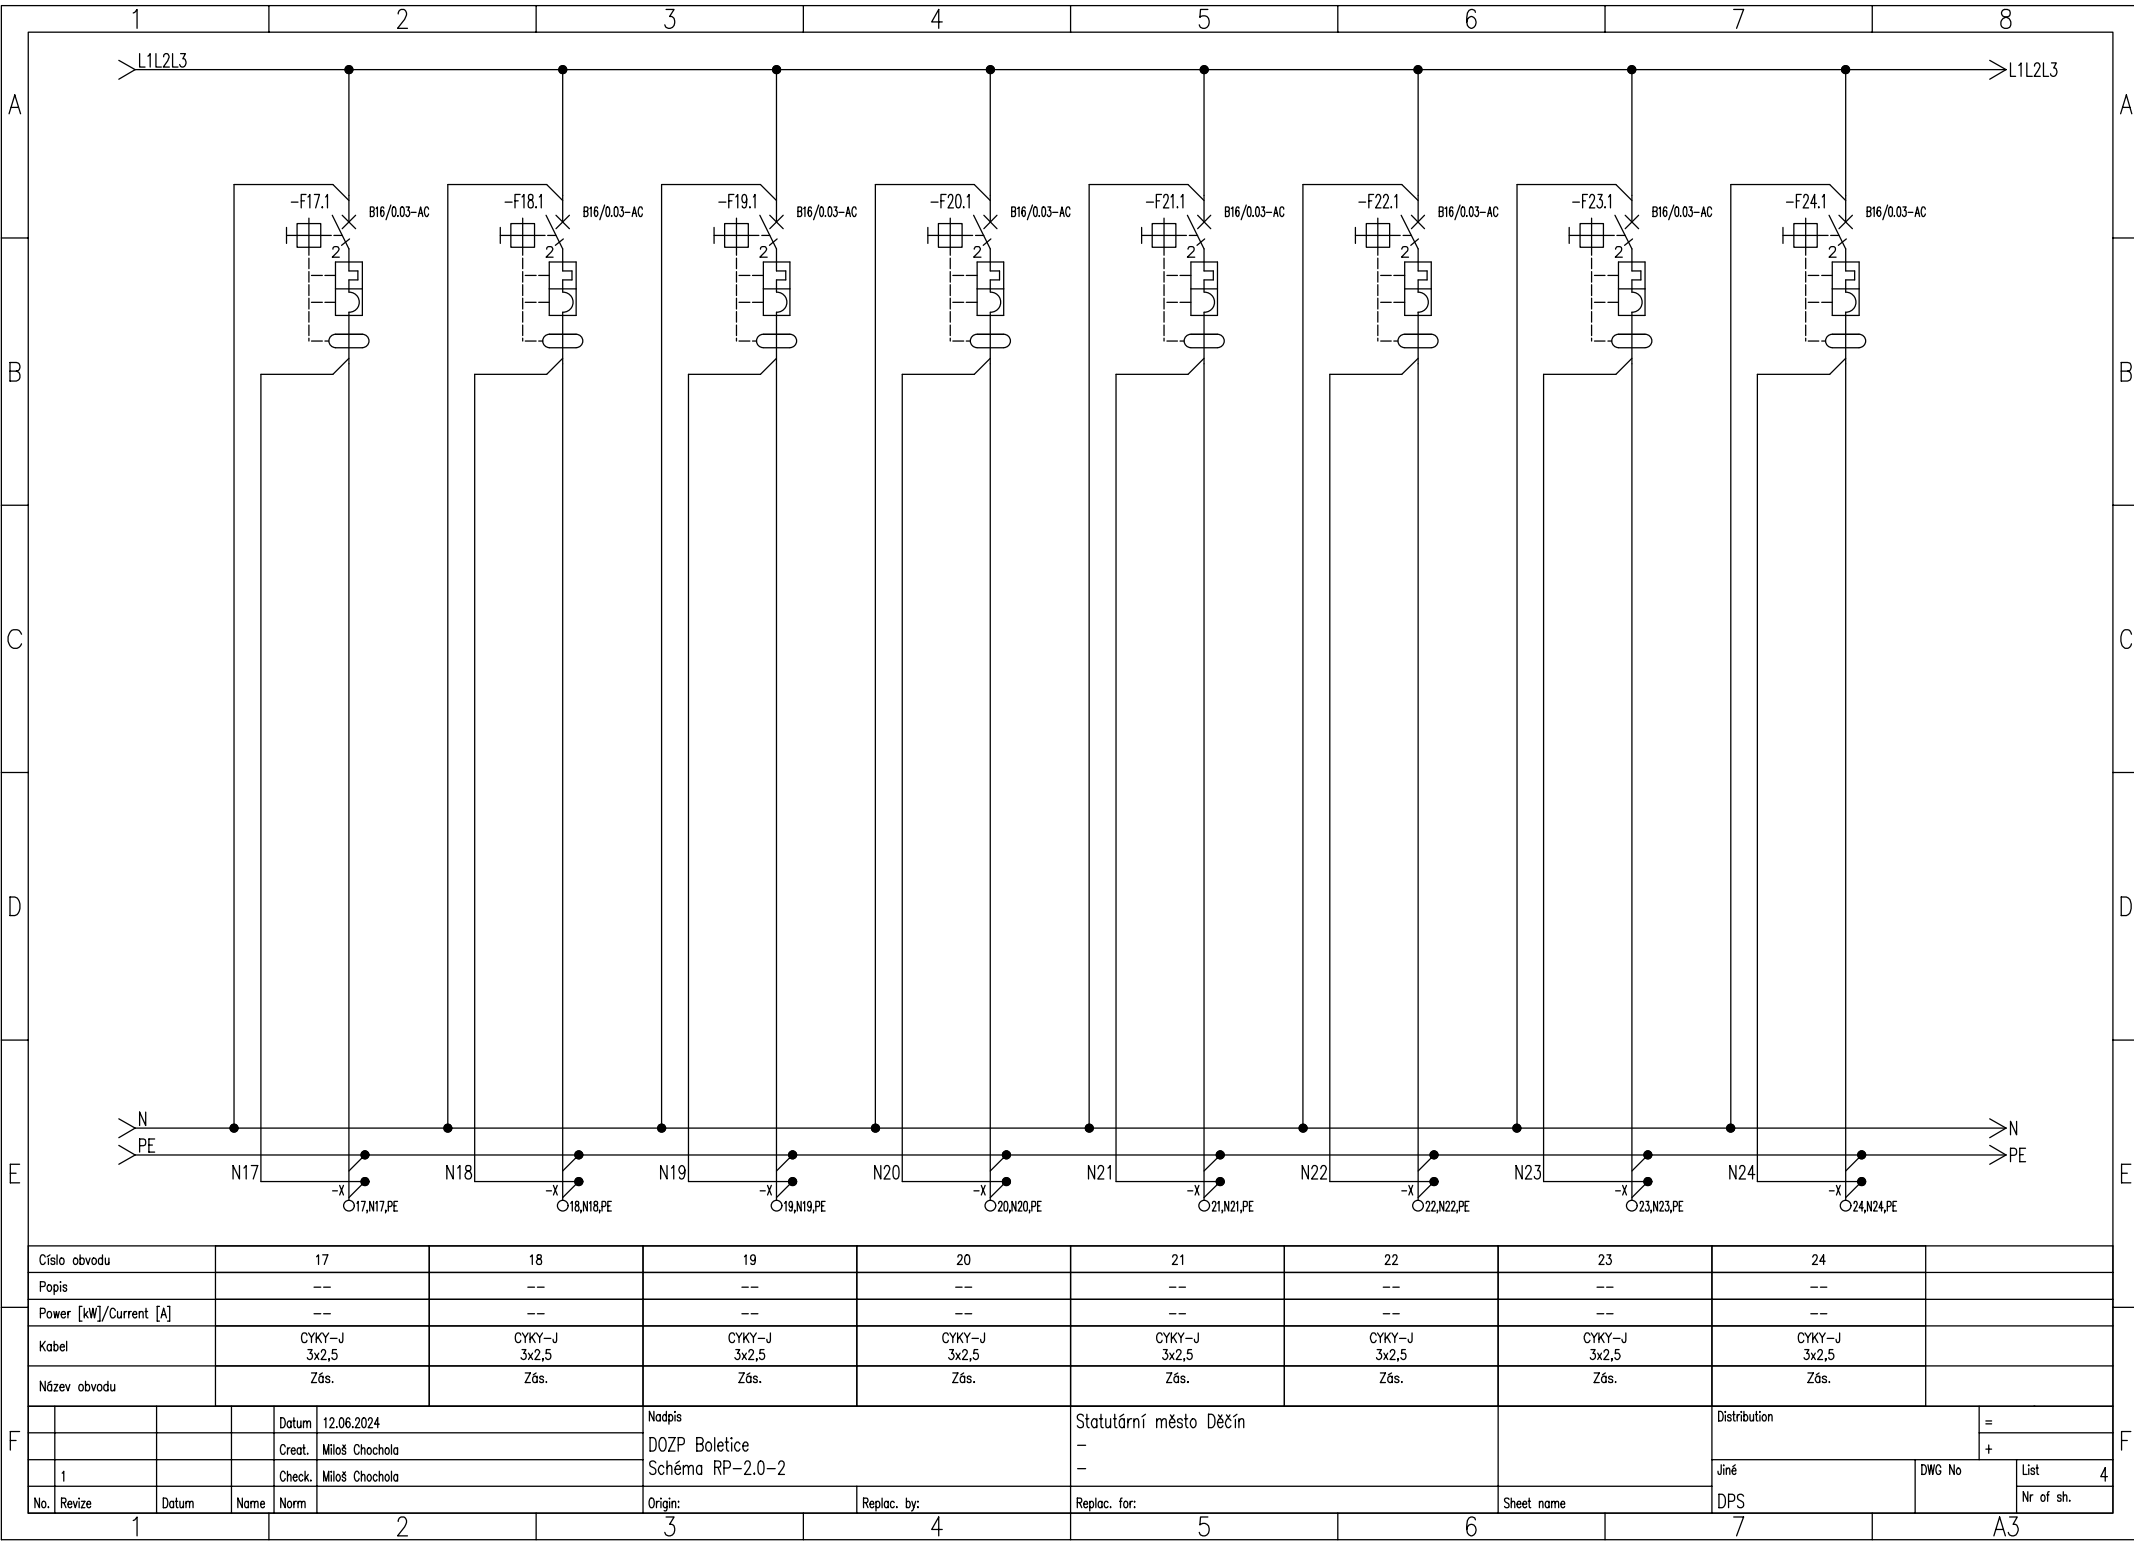 1 2 3 4 5 6 7 8
L1L2L3 L1L2L3
A A
-F17.1 B16/0.03-AC -F18.1 B16/0.03-AC -F19.1 B16/0.03-AC -F20.1 B16/0.03-AC -F21.1 B16/0.03-AC -F22.1 B16/0.03-AC -F23.1 B16/0.03-AC -F24.1 B16/0.03-AC
2 2 2 2 2 2 2 2
B B
C C
D D
N N
PE PE
E N17 N18 N19 N20 N21 N22 N23 N24 E
-X -X -X -X -X -X -X -X
17,N17,PE 18,N18,PE 19,N19,PE 20,N20,PE 21,N21,PE 22,N22,PE 23,N23,PE 24,N24,PE
Císlo obvodu 17 18 19 20 21 22 23 24
Popis -- -- -- -- -- -- -- --
Power [kW]/Current [A] -- -- -- -- -- -- -- --
Kabel CYKY-J CYKY-J CYKY-J CYKY-J CYKY-J CYKY-J CYKY-J CYKY-J
3x2,5 3x2,5 3x2,5 3x2,5 3x2,5 3x2,5 3x2,5 3x2,5
Název obvodu Zás. Zás. Zás. Zás. Zás. Zás. Zás. Zás.
Datum 12.06.2024 Nadpis Statutární město Děčín Distribution =
F Creat. Miloš Chochola DOZP Boletice - + F
1 Check. Miloš Chochola Schéma RP-2.0-2 - Jiné DWG No List 4
No. Revize Datum Name Norm Origin: Replac. by: Replac. for: Sheet name DPS Nr of sh.
1 2 3 4 5 6 7 A3